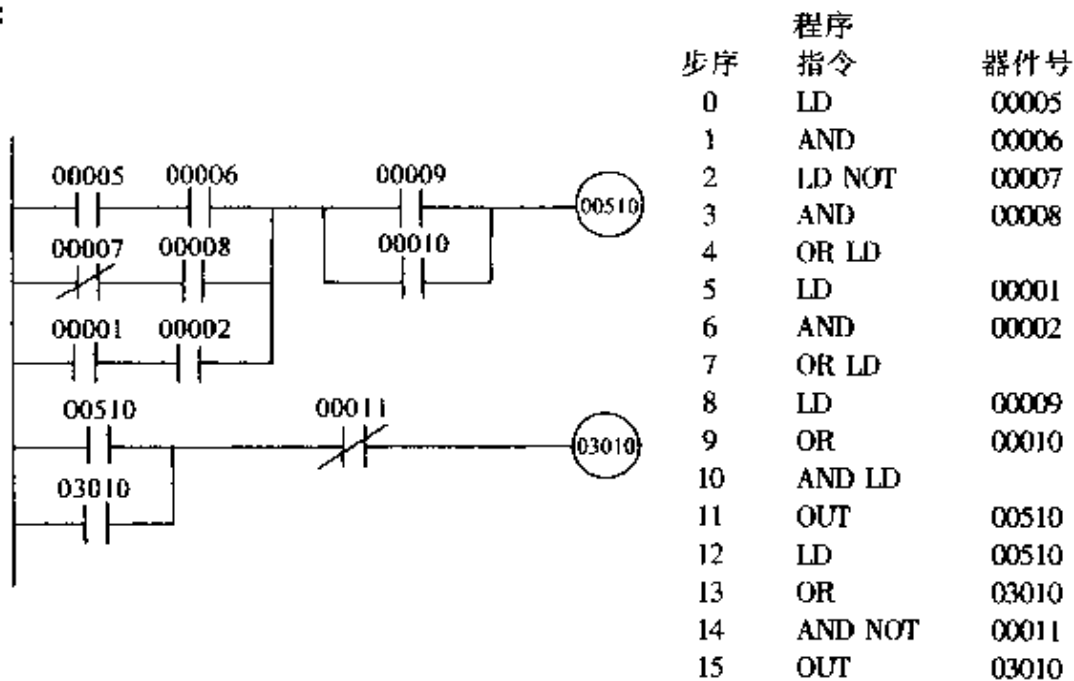 :
00005 00006 00009
00510
00007 00008 00010
00001 00002
00510 00011
03010
03010
程序
步序 指令 器件号
0 LD 00005
1 AND 00006
2 LD NOT 00007
3 AND 00008
4 OR LD
5 LD 00001
6 AND 00002
7 OR LD
8 LD 00009
9 OR 00010
10 AND LD
11 OUT 00510
12 LD 00510
13 OR 03010
14 AND NOT 00011
15 OUT 03010